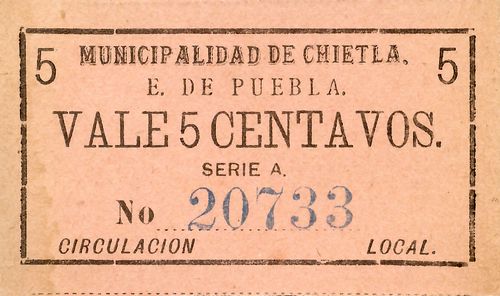 5 MUNICIPALIDAD DE CHIETLA. 5
E. DE PUEBLA.
VALE 5 CENTAVOS.
SERIE A.
No 20733
CIRCULACION LOCAL.